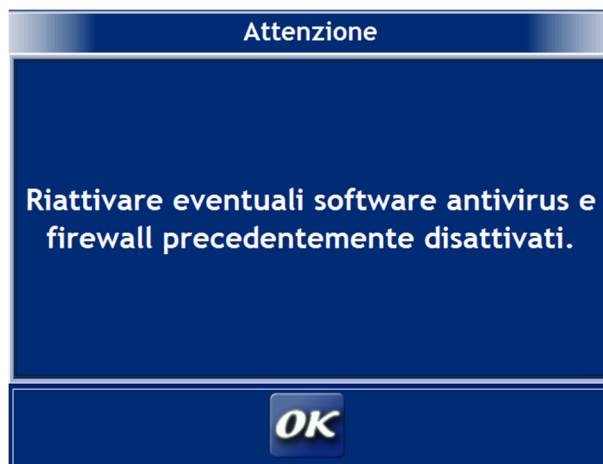 Attenzione
Riattivare eventuali software antivirus e
firewall precedentemente disattivati.
OK